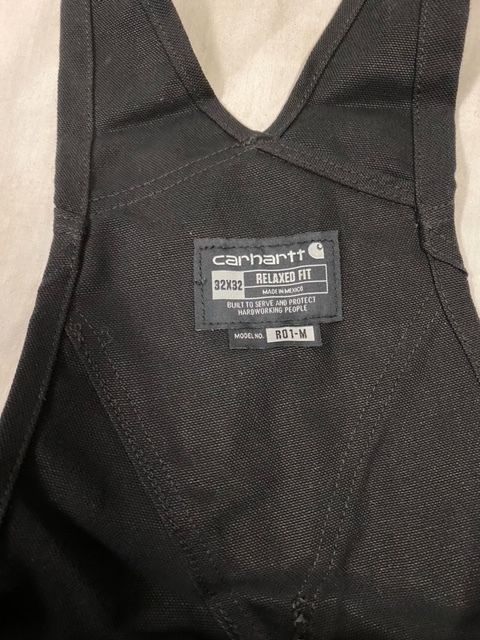 carhartt
32X32 RELAXED FIT
MADE IN MEXICO
BUILT TO SERVE AND PROTECT
HARDWORKING PEOPLE
MODEL NO. R01-M